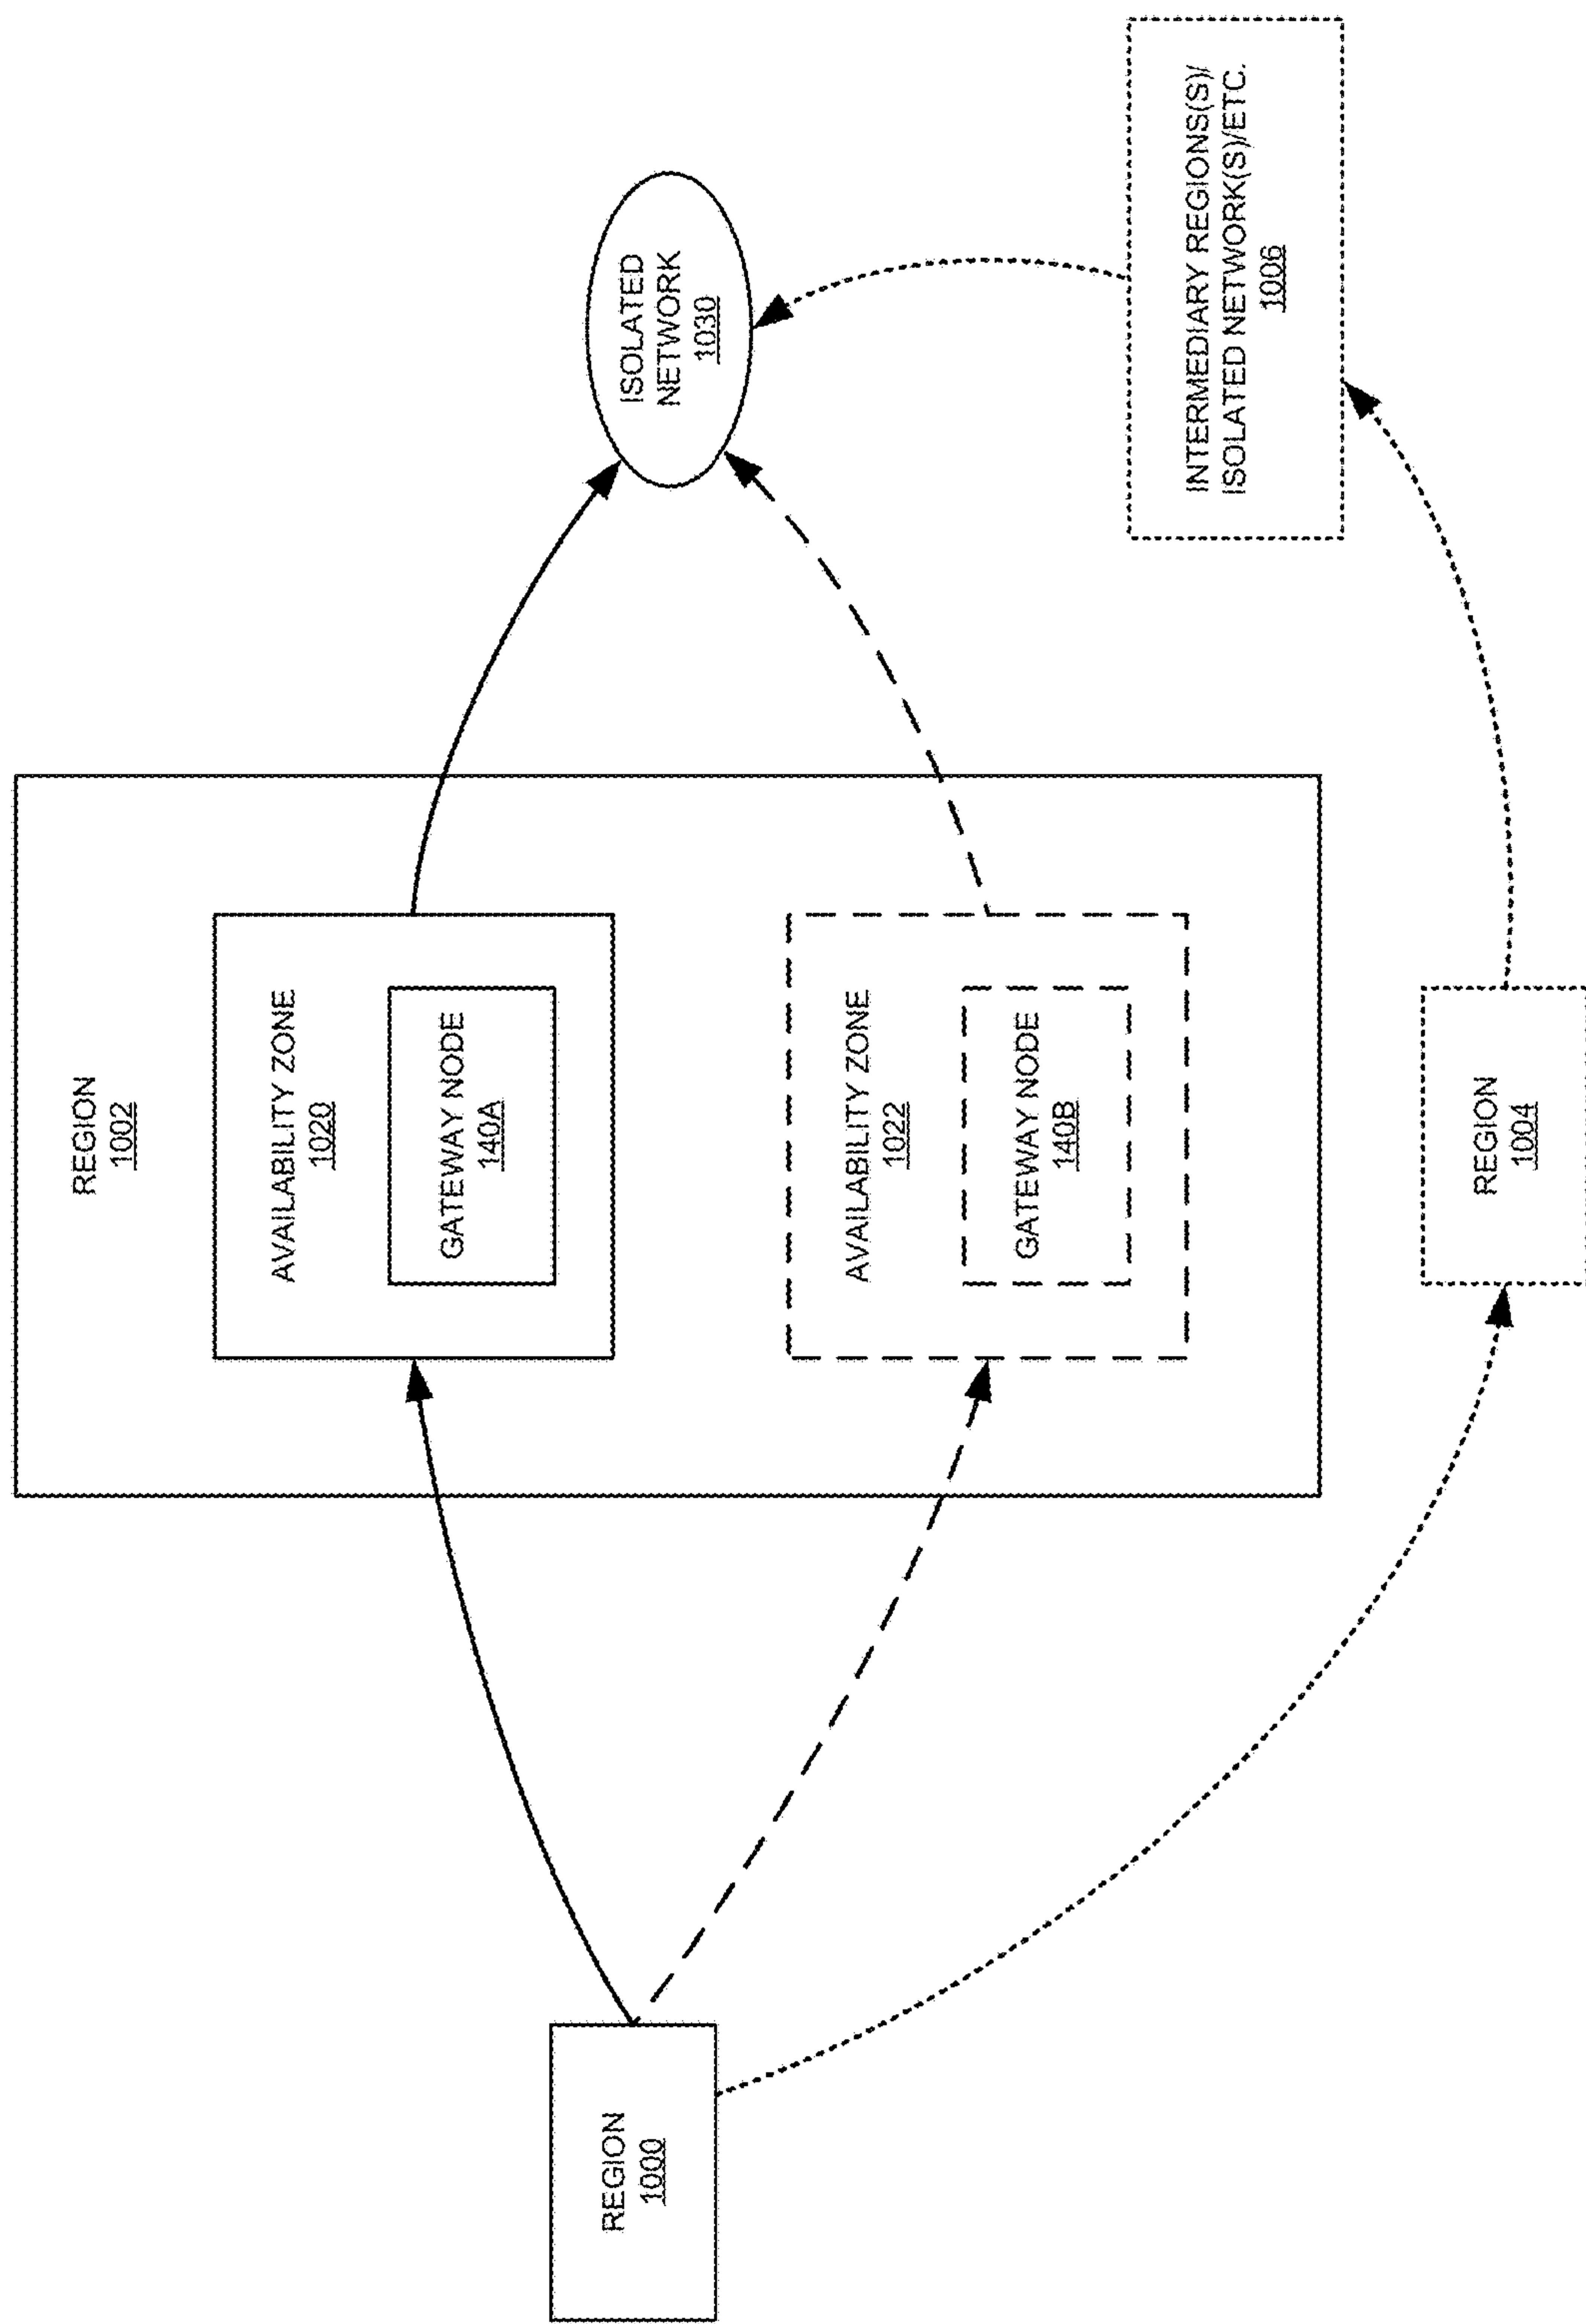 REGION
1002
AVAILABILITY ZONE
1020
GATEWAY NODE
140A
ISOLATED
NETWORK
1030
REGION
1000
AVAILABILITY ZONE
1022
GATEWAY NODE
140B
INTERMEDIARY REGIONS(S)/
ISOLATED NETWORK(S)/ETC.
1006
REGION
1004